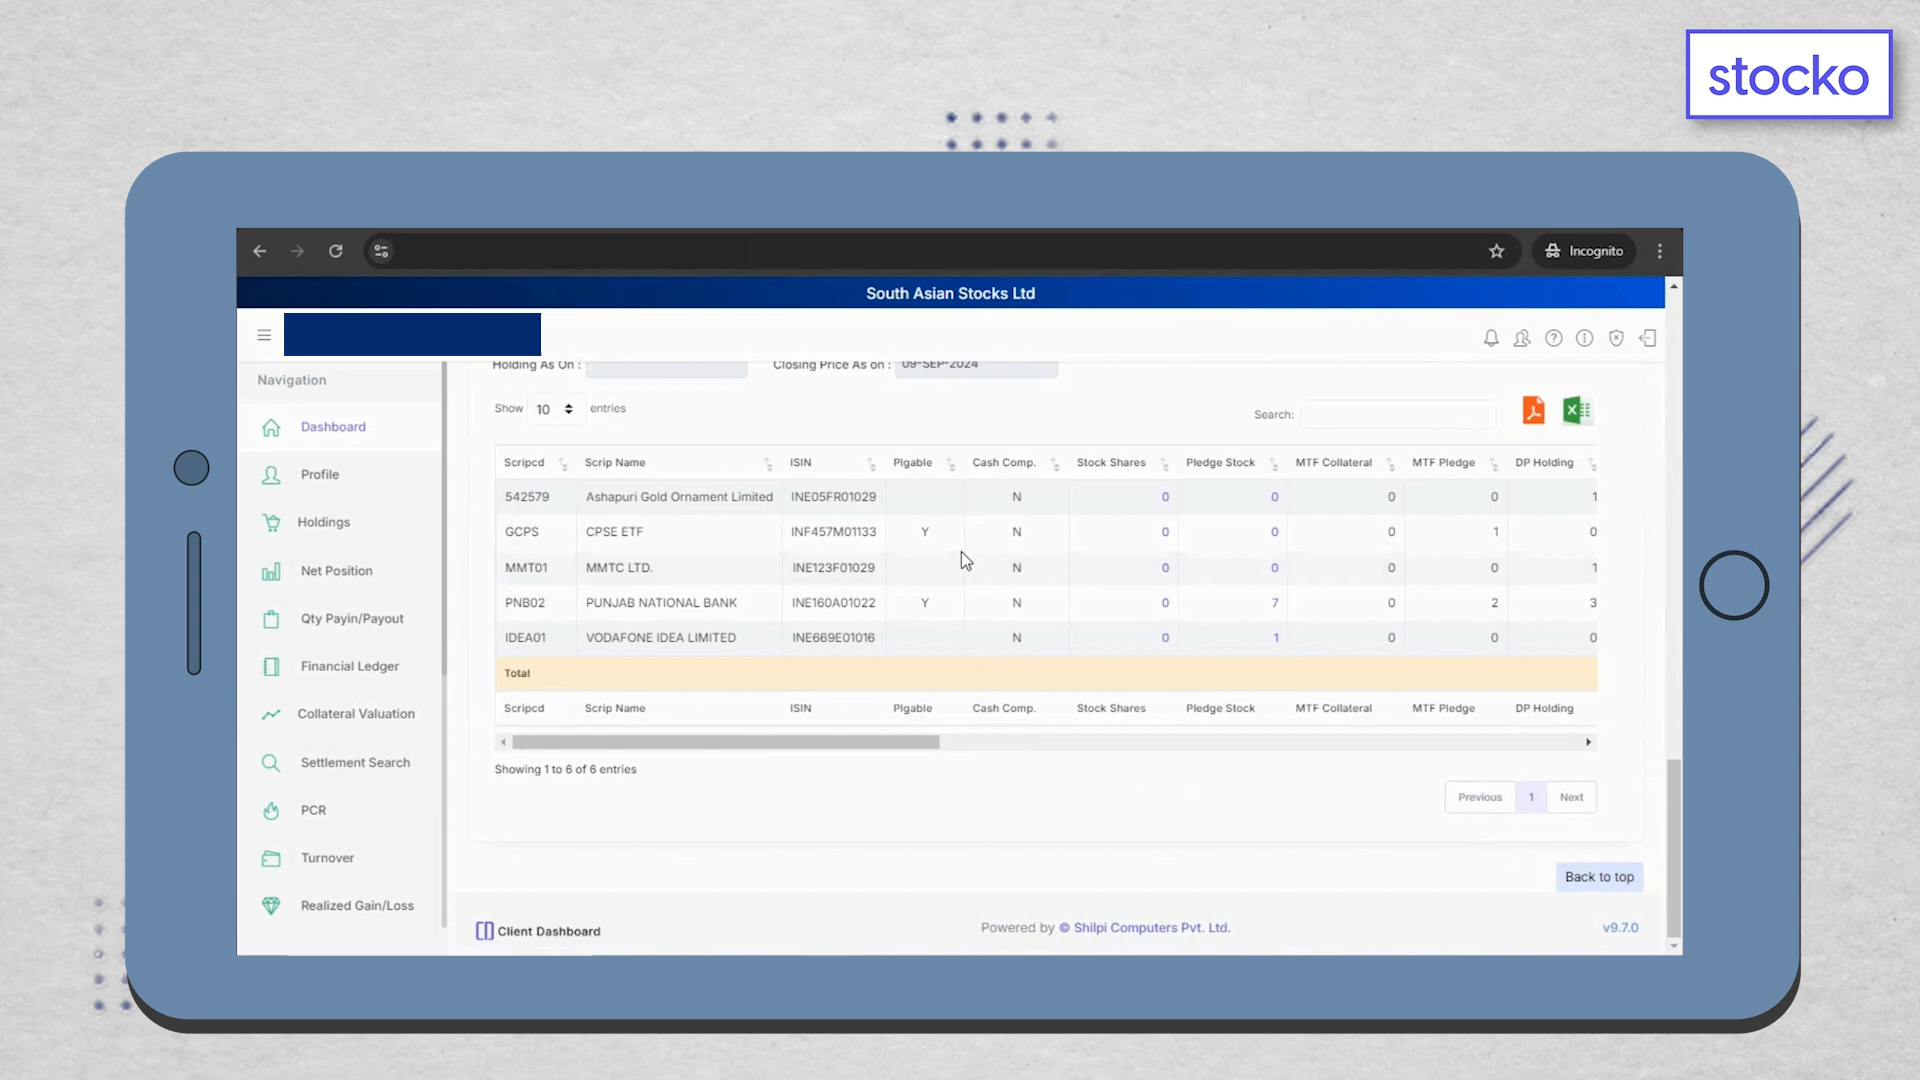 stocko
Incognito
South Asian Stocks Ltd
Navigation
Dashboard
Profile
Holdings
Net Position
Qty Payin/Payout
Financial Ledger
Collateral Valuation
Settlement Search
PCR
Turnover
Realized Gain/Loss
Holding As On : Closing Price As on : 09-SEP-2024
Show 10 entries Search:
Scripcd Scrip Name ISIN Plgable Cash Comp. Stock Shares Pledge Stock MTF Collateral MTF Pledge DP Holding
542579 Ashapuri Gold Ornament Limited INE05FR01029 N 0 0 0 0 1
GCPS CPSE ETF INF457M01133 Y N 0 0 0 1 0
MMT01 MMTC LTD. INE123F01029 N 0 0 0 0 1
PNB02 PUNJAB NATIONAL BANK INE160A01022 Y N 0 7 0 2 3
IDEA01 VODAFONE IDEA LIMITED INE669E01016 N 0 1 0 0 0
Total
Scripcd Scrip Name ISIN Plgable Cash Comp. Stock Shares Pledge Stock MTF Collateral MTF Pledge DP Holding
Showing 1 to 6 of 6 entries
Previous 1 Next
Back to top
Client Dashboard Powered by © Shilpi Computers Pvt. Ltd. v9.7.0